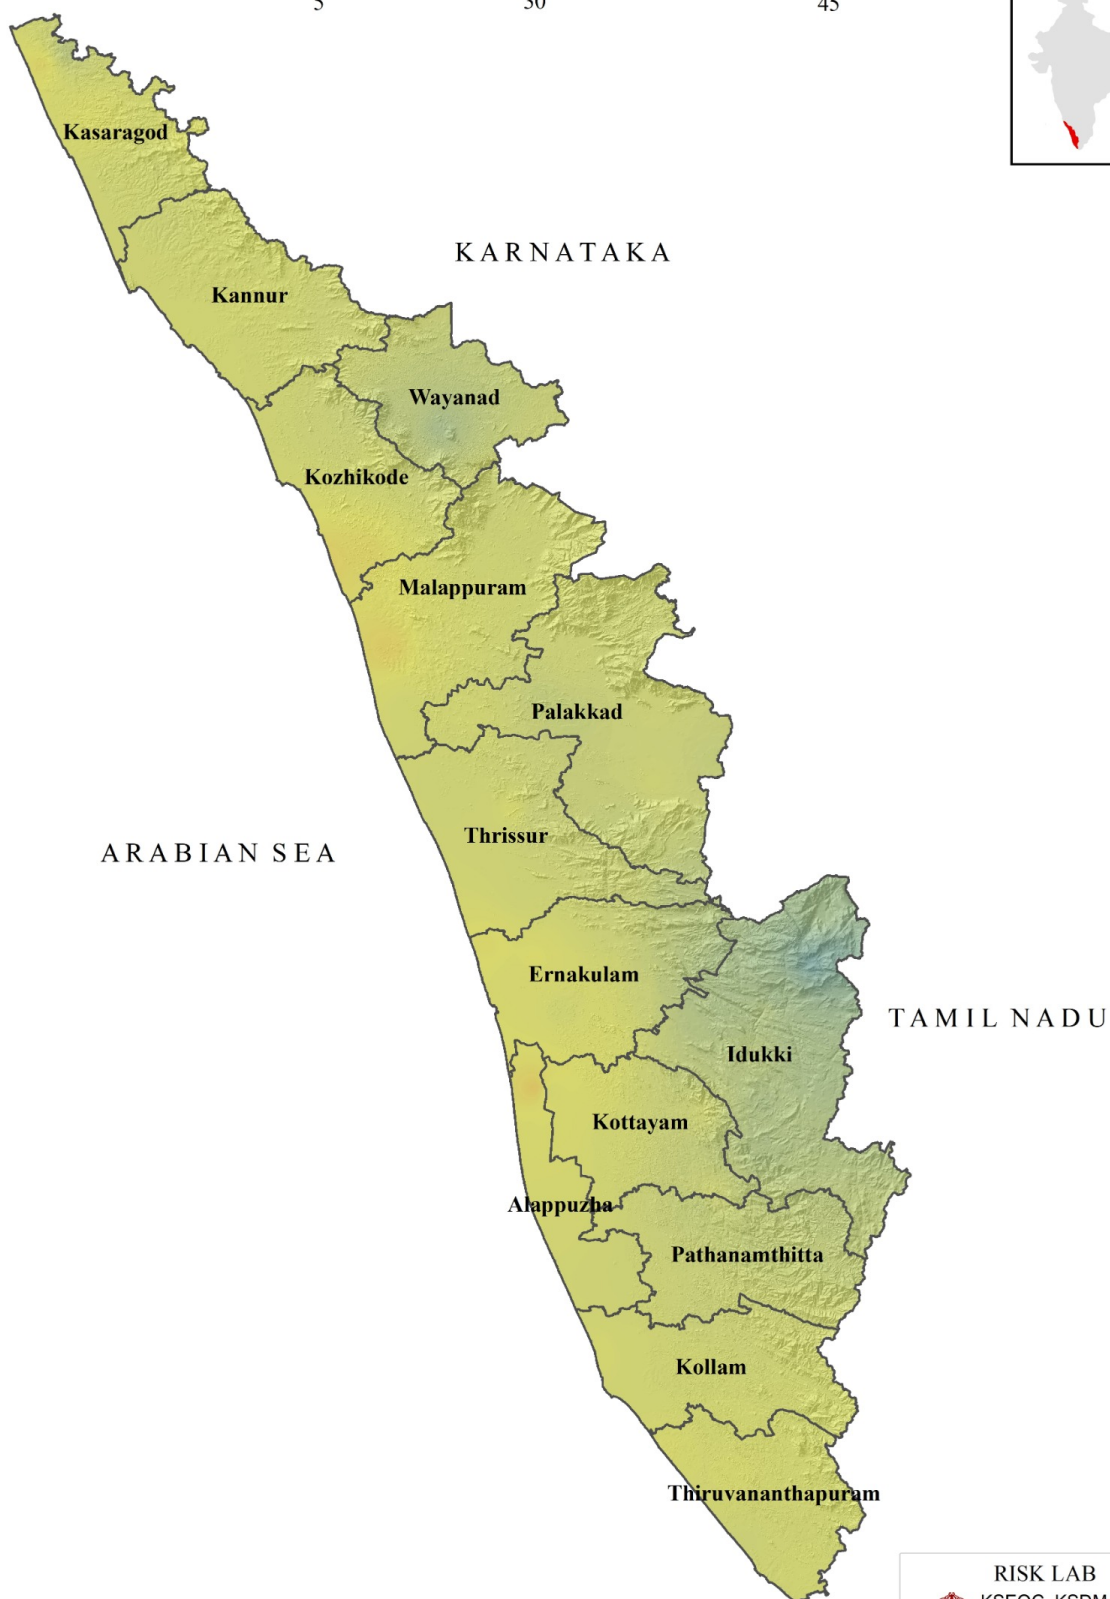 5 30 45
Kasaragod
KARNATAKA
Kannur
Wayanad
Kozhikode
Malappuram
Palakkad
Thrissur
ARABIAN SEA
Ernakulam
TAMIL NADU
Idukki
Kottayam
Alappuzha
Pathanamthitta
Kollam
Thiruvananthapuram
RISK LAB